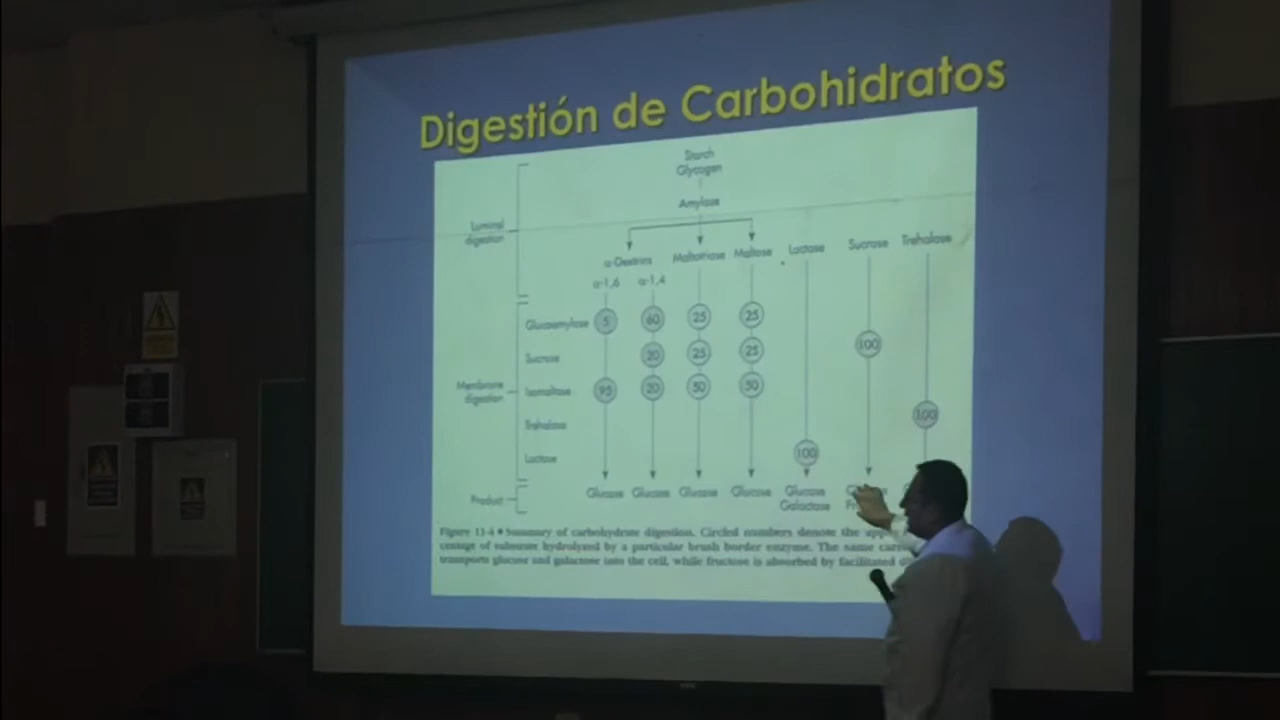 Digestión de Carbohidratos
Starch
Glycogen
Amylase
Luminal
digestion
α-Dextrins Maltotriose Maltose Lactose Sucrose Trehalose
α-1,6 α-1,4
Glucoamylase 5 60 25 25
Sucrase 20 25 25 100
Membrane
digestion
Isomaltase 95 20 50 50
Trehalase 100
Lactase 100
Product Glucose Glucose Glucose Glucose Glucose
Galactose
Figure 11-4 Summary of carbohydrate digestion. Circled numbers denote the
centage of substrate hydrolyzed by a particular brush border enzyme. The same
transports glucose and galactose into the cell, while fructose is absorbed by facilitated